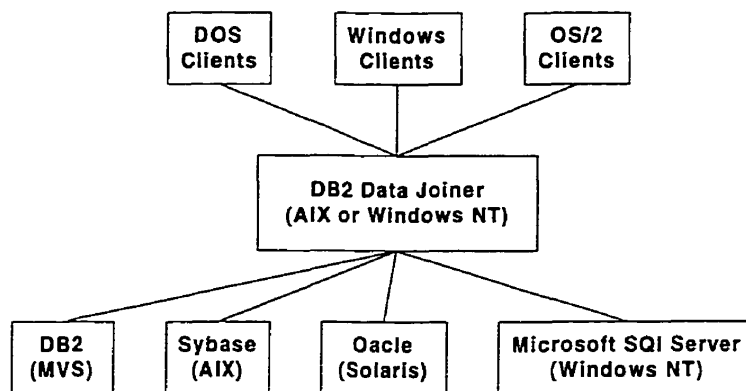 DOS
Clients
Windows
Clients
OS/2
Clients
DB2 Data Joiner
(AIX or Windows NT)
DB2
(MVS)
Sybase
(AIX)
Oacle
(Solaris)
Microsoft SQl Server
(Windows NT)